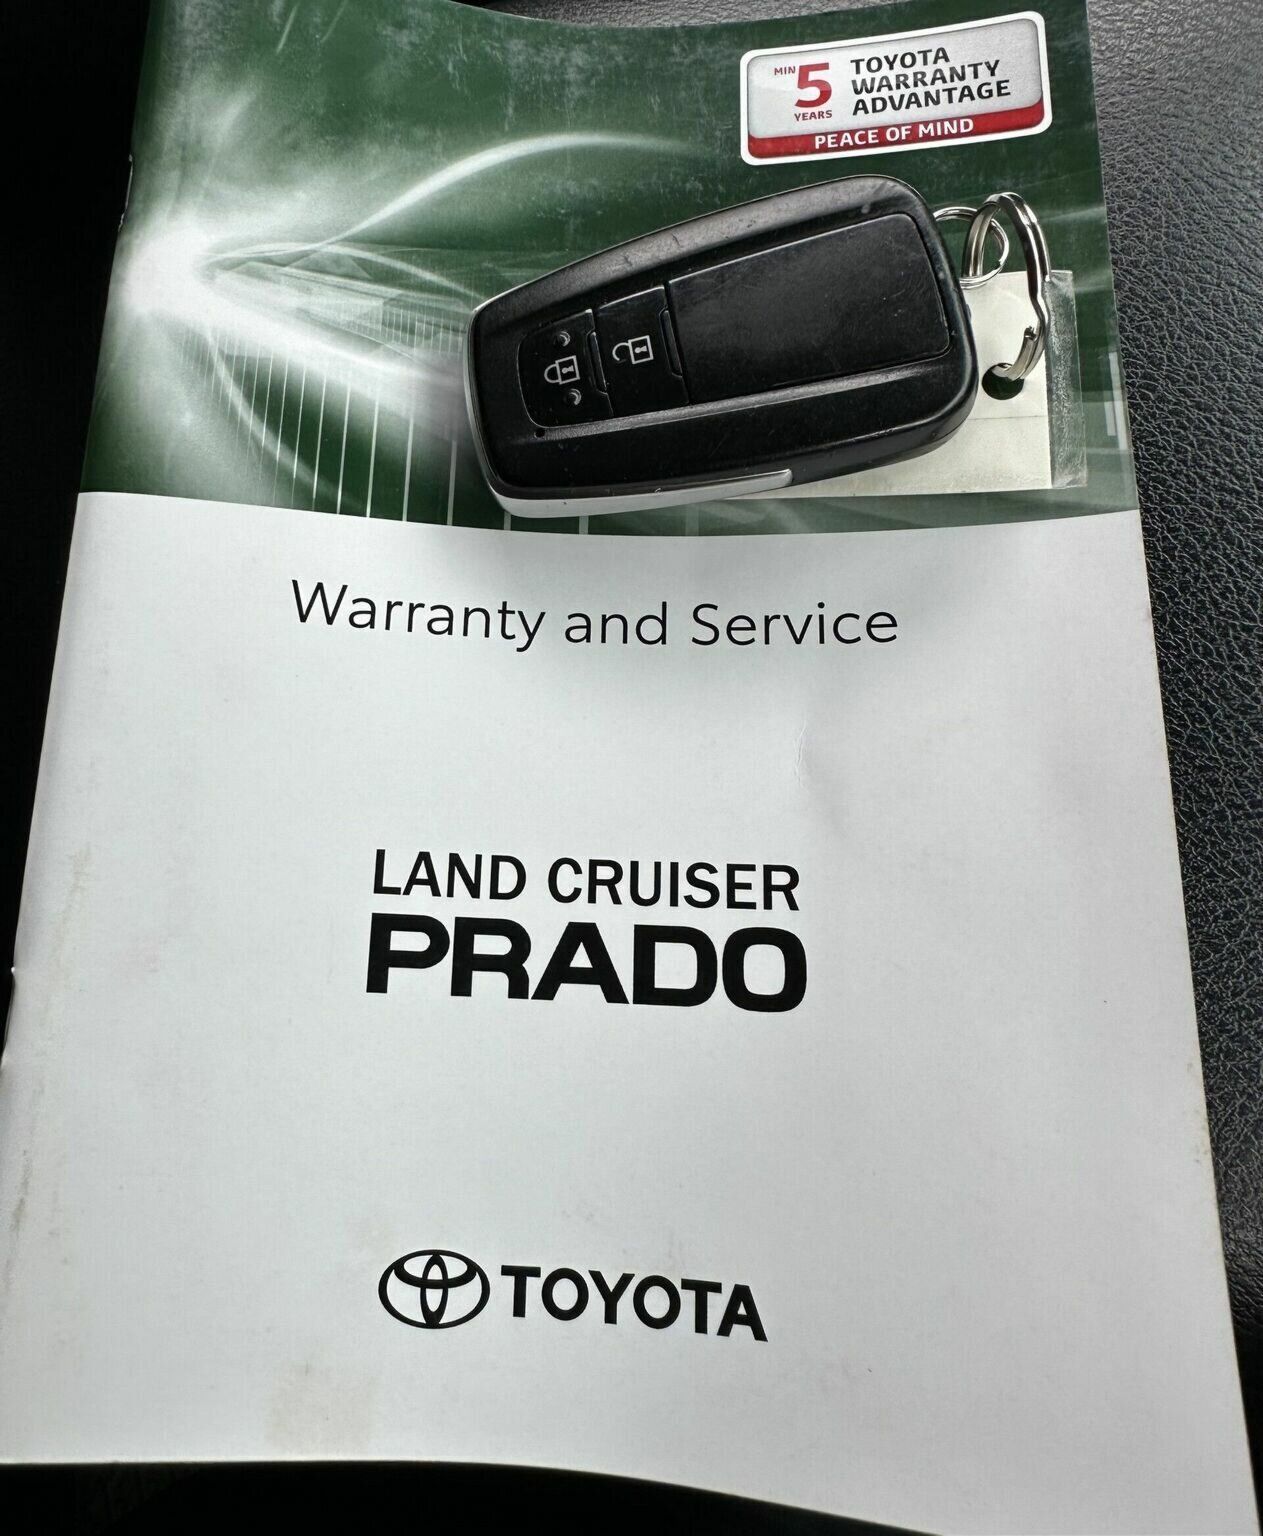 MIN
5
YEARS
TOYOTA
WARRANTY
ADVANTAGE
PEACE OF MIND
Warranty and Service
LAND CRUISER
PRADO
TOYOTA